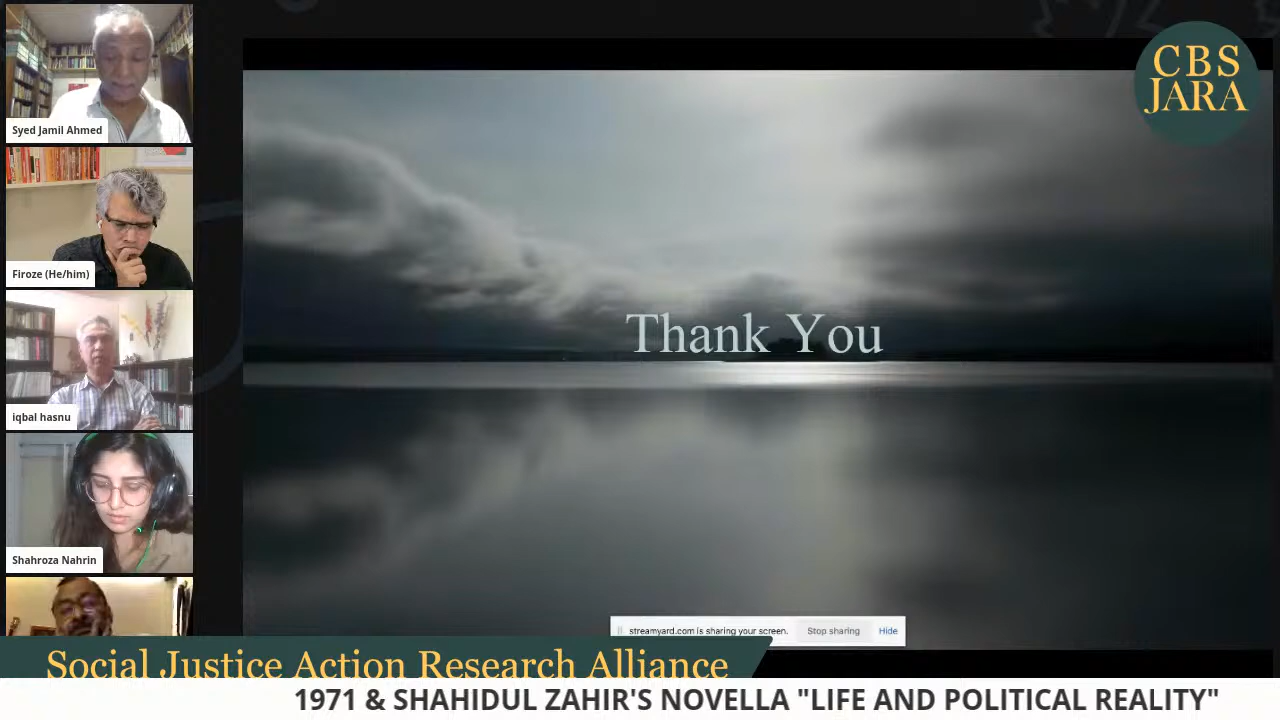 Syed Jamil Ahmed
Firoze (He/him)
iqbal hasnu
Shahroza Nahrin
CBS
JARA
Thank You
streamyard.com is sharing your screen. Stop sharing Hide
Social Justice Action Research Alliance
1971 & SHAHIDUL ZAHIR'S NOVELLA "LIFE AND POLITICAL REALITY"